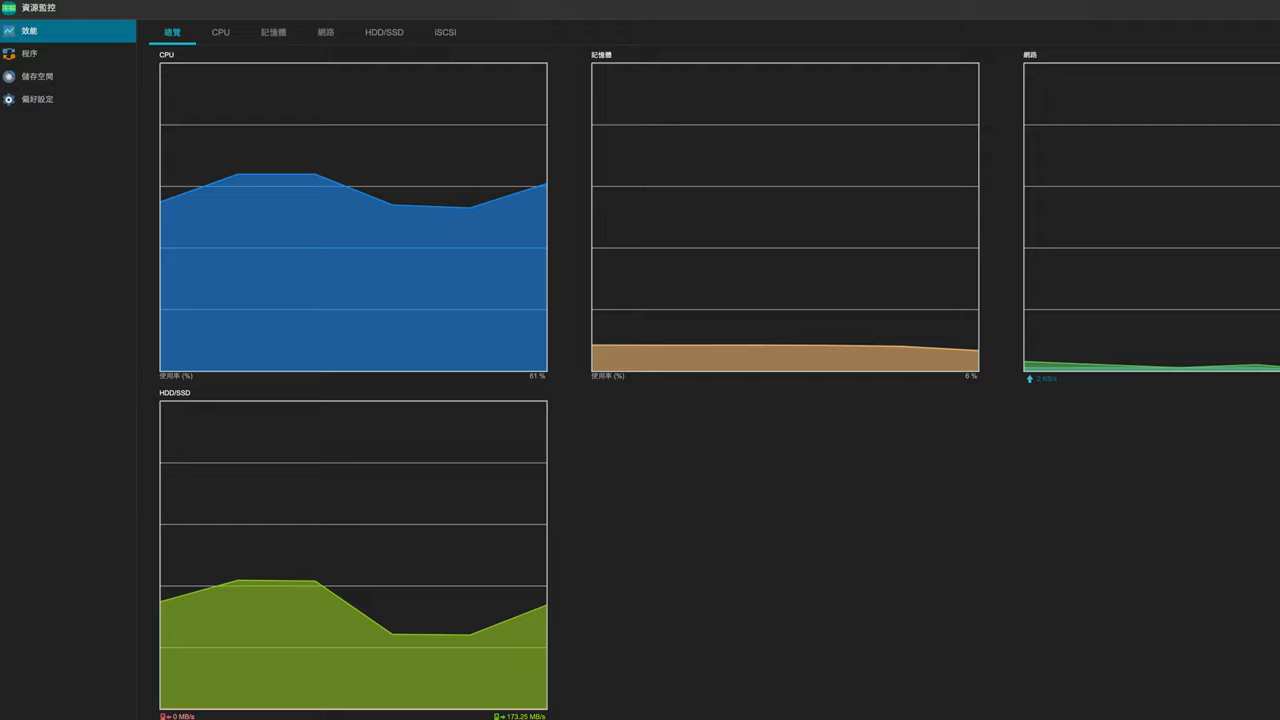 資源監控
效能
程序
儲存空間
偏好設定
總覽 CPU 記憶體 網路 HDD/SSD iSCSI
CPU
使用率 (%) 61 %
記憶體
使用率 (%) 6 %
網路
2 KB/s
HDD/SSD
0 MB/s 173.25 MB/s